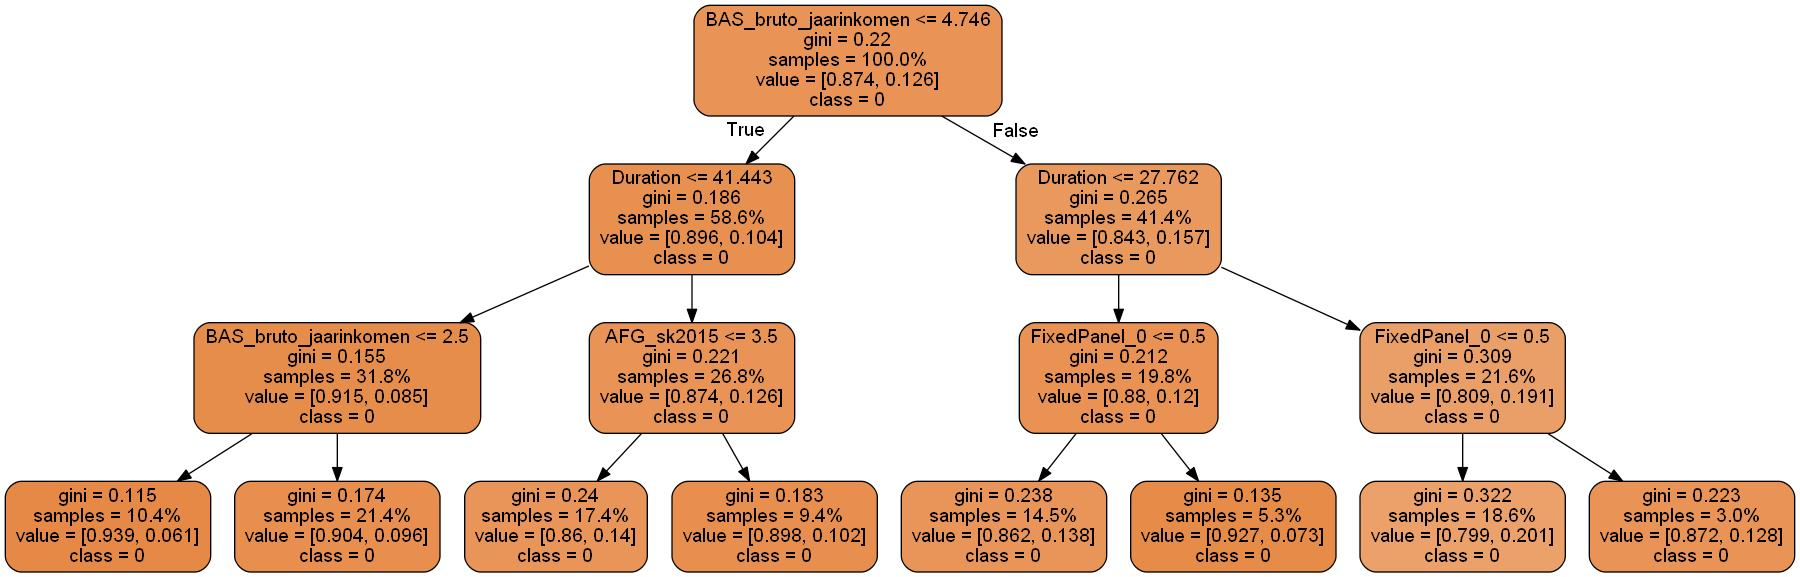 BAS_bruto_jaarinkomen <= 4.746
gini = 0.22
samples = 100.0%
value = [0.874, 0.126]
class = 0
True
False
Duration <= 41.443
gini = 0.186
samples = 58.6%
value = [0.896, 0.104]
class = 0
Duration <= 27.762
gini = 0.265
samples = 41.4%
value = [0.843, 0.157]
class = 0
BAS_bruto_jaarinkomen <= 2.5
gini = 0.155
samples = 31.8%
value = [0.915, 0.085]
class = 0
AFG_sk2015 <= 3.5
gini = 0.221
samples = 26.8%
value = [0.874, 0.126]
class = 0
FixedPanel_0 <= 0.5
gini = 0.212
samples = 19.8%
value = [0.88, 0.12]
class = 0
FixedPanel_0 <= 0.5
gini = 0.309
samples = 21.6%
value = [0.809, 0.191]
class = 0
gini = 0.115
samples = 10.4%
value = [0.939, 0.061]
class = 0
gini = 0.174
samples = 21.4%
value = [0.904, 0.096]
class = 0
gini = 0.24
samples = 17.4%
value = [0.86, 0.14]
class = 0
gini = 0.183
samples = 9.4%
value = [0.898, 0.102]
class = 0
gini = 0.238
samples = 14.5%
value = [0.862, 0.138]
class = 0
gini = 0.135
samples = 5.3%
value = [0.927, 0.073]
class = 0
gini = 0.322
samples = 18.6%
value = [0.799, 0.201]
class = 0
gini = 0.223
samples = 3.0%
value = [0.872, 0.128]
class = 0